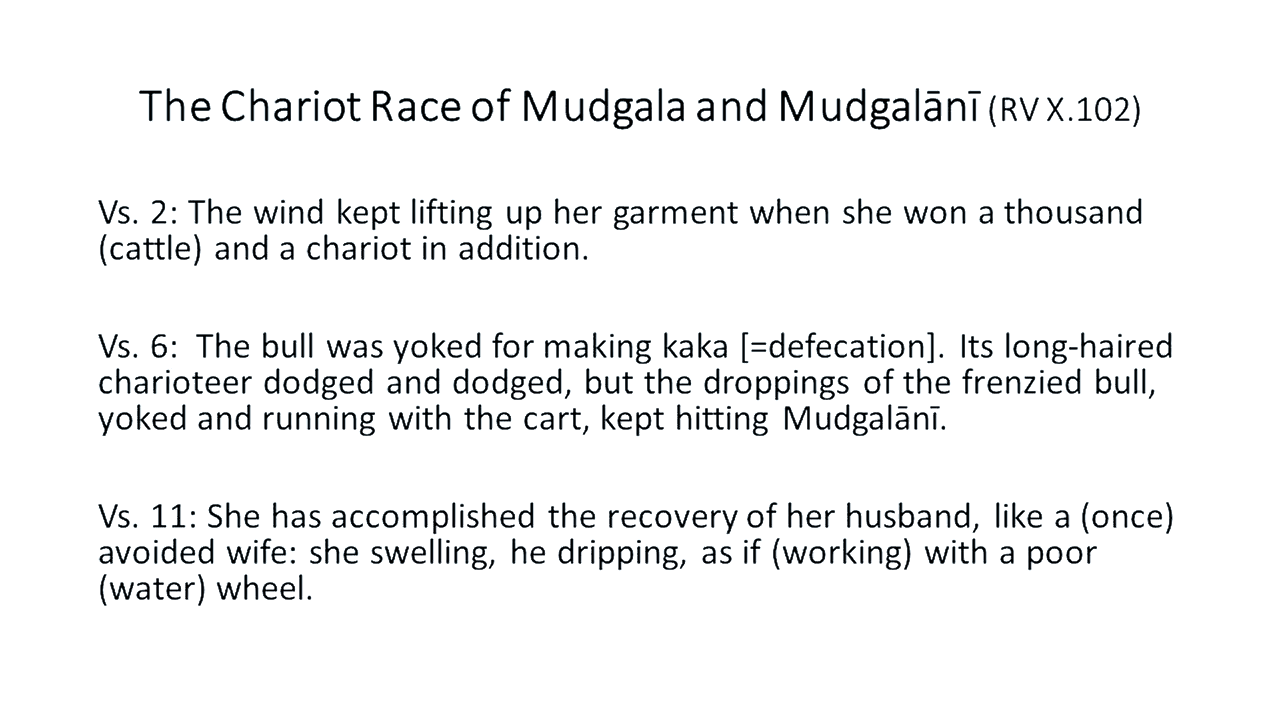 The Chariot Race of Mudgala and Mudgalānī (RV X.102)
Vs. 2: The wind kept lifting up her garment when she won a thousand
(cattle) and a chariot in addition.
Vs. 6:  The bull was yoked for making kaka [=defecation]. Its long-haired
charioteer dodged and dodged, but the droppings of the frenzied bull,
yoked and running with the cart, kept hitting Mudgalānī.
Vs. 11: She has accomplished the recovery of her husband, like a (once)
avoided wife: she swelling, he dripping, as if (working) with a poor
(water) wheel.